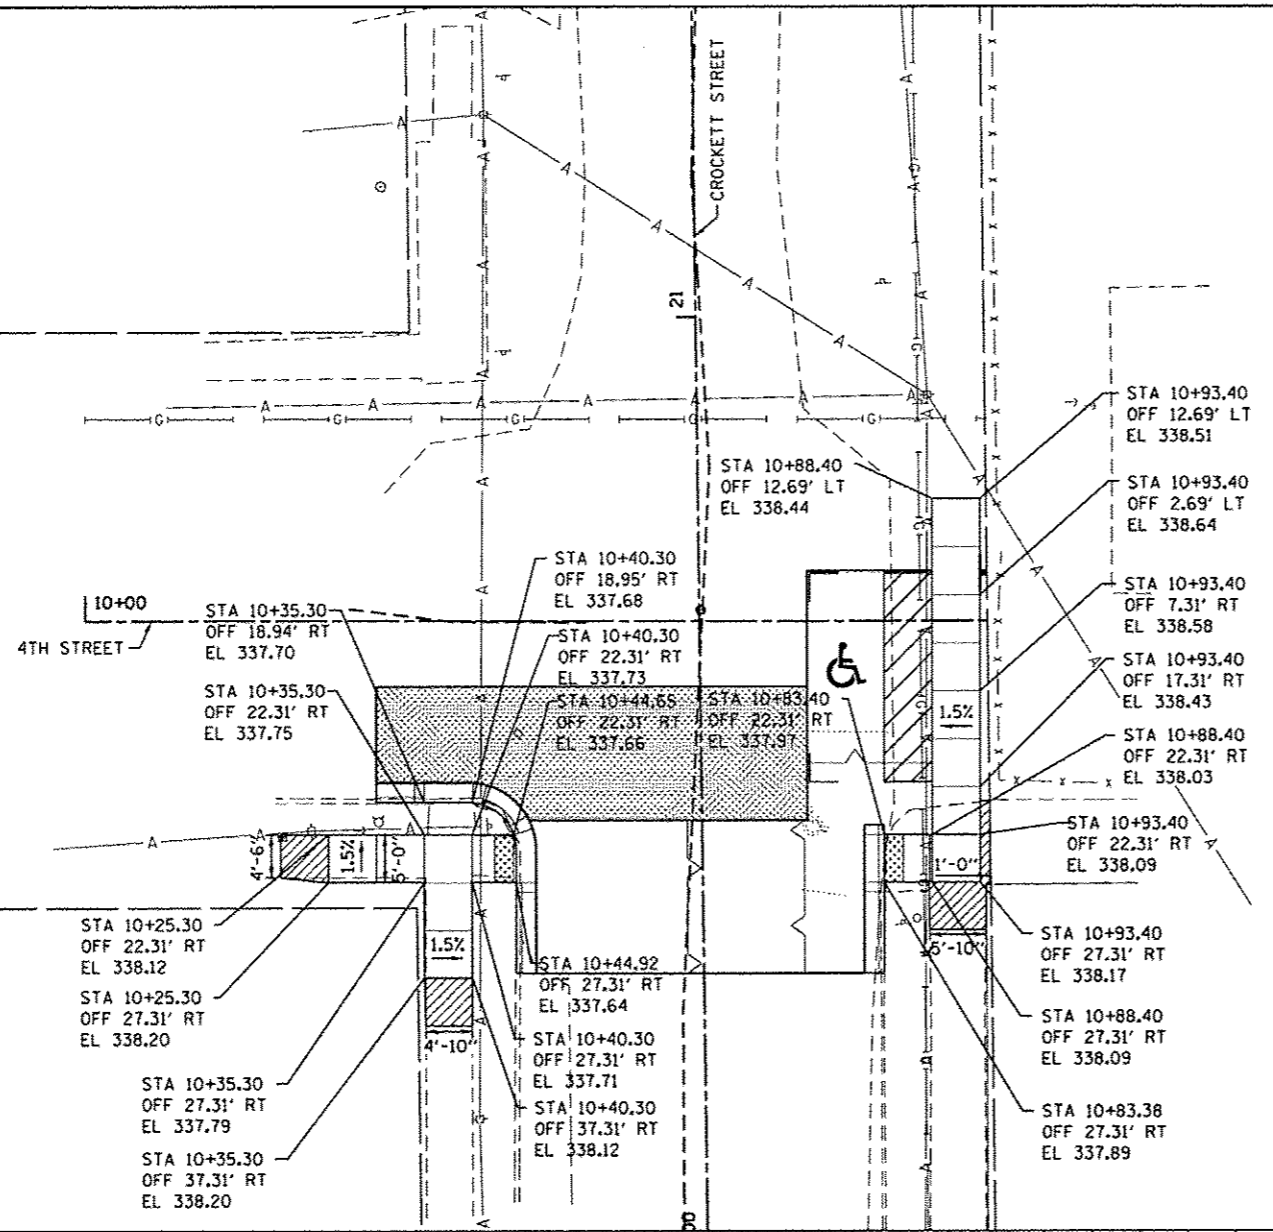 CROCKETT STREET
21
STA 10+93.40
OFF 12.69' LT
EL 338.51
STA 10+88.40
OFF 12.69' LT
EL 338.44
STA 10+93.40
OFF 2.69' LT
EL 338.64
STA 10+40.30
OFF 18.95' RT
EL 337.68
STA 10+93.40
OFF 7.31' RT
EL 338.58
10+00
4TH STREET
STA 10+35.30
OFF 18.94' RT
EL 337.70
STA 10+40.30
OFF 22.31' RT
EL 337.73
STA 10+93.40
OFF 17.31' RT
EL 338.43
STA 10+35.30
OFF 22.31' RT
EL 337.75
STA 10+44.65
OFF 22.31' RT
EL 337.66
STA 10+83.40
OFF 22.31' RT
EL 337.97
1.5%
STA 10+88.40
OFF 22.31' RT
EL 338.03
STA 10+93.40
OFF 22.31' RT
EL 338.09
4'-6"
1.5%
5'-0"
1'-0"
STA 10+25.30
OFF 22.31' RT
EL 338.12
1.5%
5'-10"
STA 10+93.40
OFF 27.31' RT
EL 338.17
STA 10+25.30
OFF 27.31' RT
EL 338.20
STA 10+44.92
OFF 27.31' RT
EL 337.64
STA 10+88.40
OFF 27.31' RT
EL 338.09
4'-10"
STA 10+40.30
OFF 27.31' RT
EL 337.71
STA 10+35.30
OFF 27.31' RT
EL 337.79
STA 10+40.30
OFF 37.31' RT
EL 338.12
STA 10+83.38
OFF 27.31' RT
EL 337.89
STA 10+35.30
OFF 37.31' RT
EL 338.20